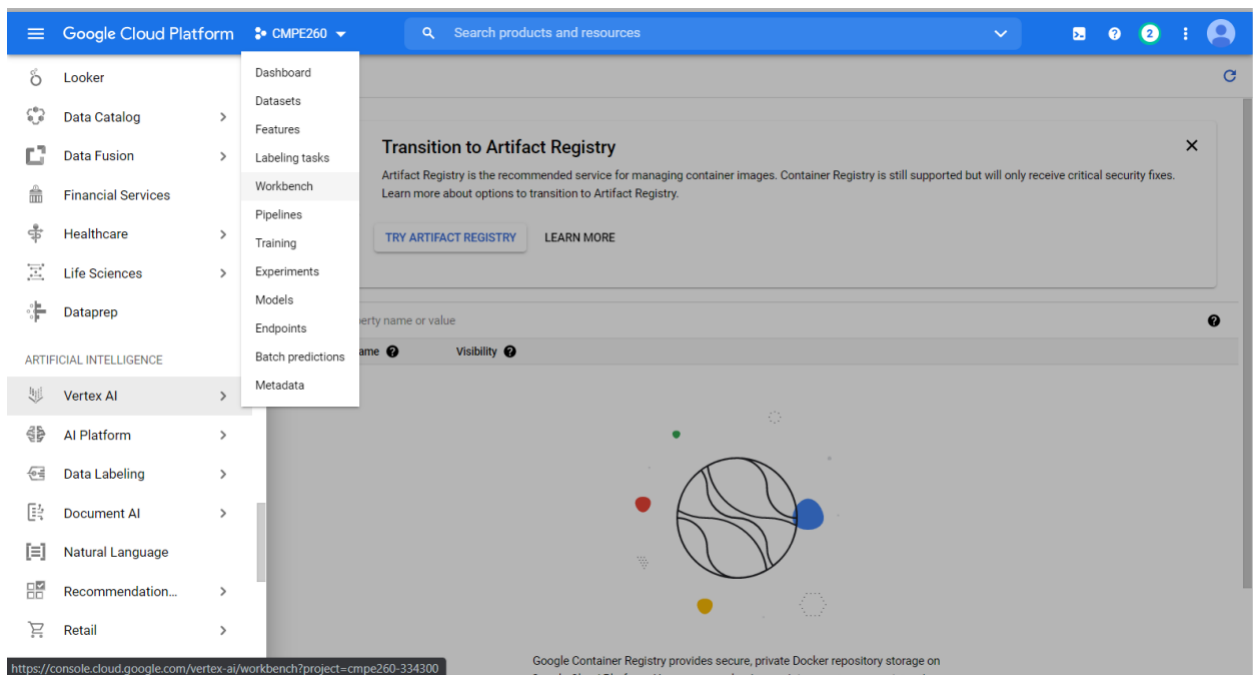 Google Cloud Platform
CMPE260
Search products and resources
2
Looker
Data Catalog
Data Fusion
Financial Services
Healthcare
Life Sciences
Dataprep
ARTIFICIAL INTELLIGENCE
Vertex AI
AI Platform
Data Labeling
Document AI
Natural Language
Recommendation...
Retail
https://console.cloud.google.com/vertex-ai/workbench?project=cmpe260-334300
Dashboard
Datasets
Features
Labeling tasks
Workbench
Pipelines
Training
Experiments
Models
Endpoints
Batch predictions
Metadata
Transition to Artifact Registry
Artifact Registry is the recommended service for managing container images. Container Registry is still supported but will only receive critical security fixes.
Learn more about options to transition to Artifact Registry.
TRY ARTIFACT REGISTRY LEARN MORE
erty name or value
ame Visibility
Google Container Registry provides secure, private Docker repository storage on